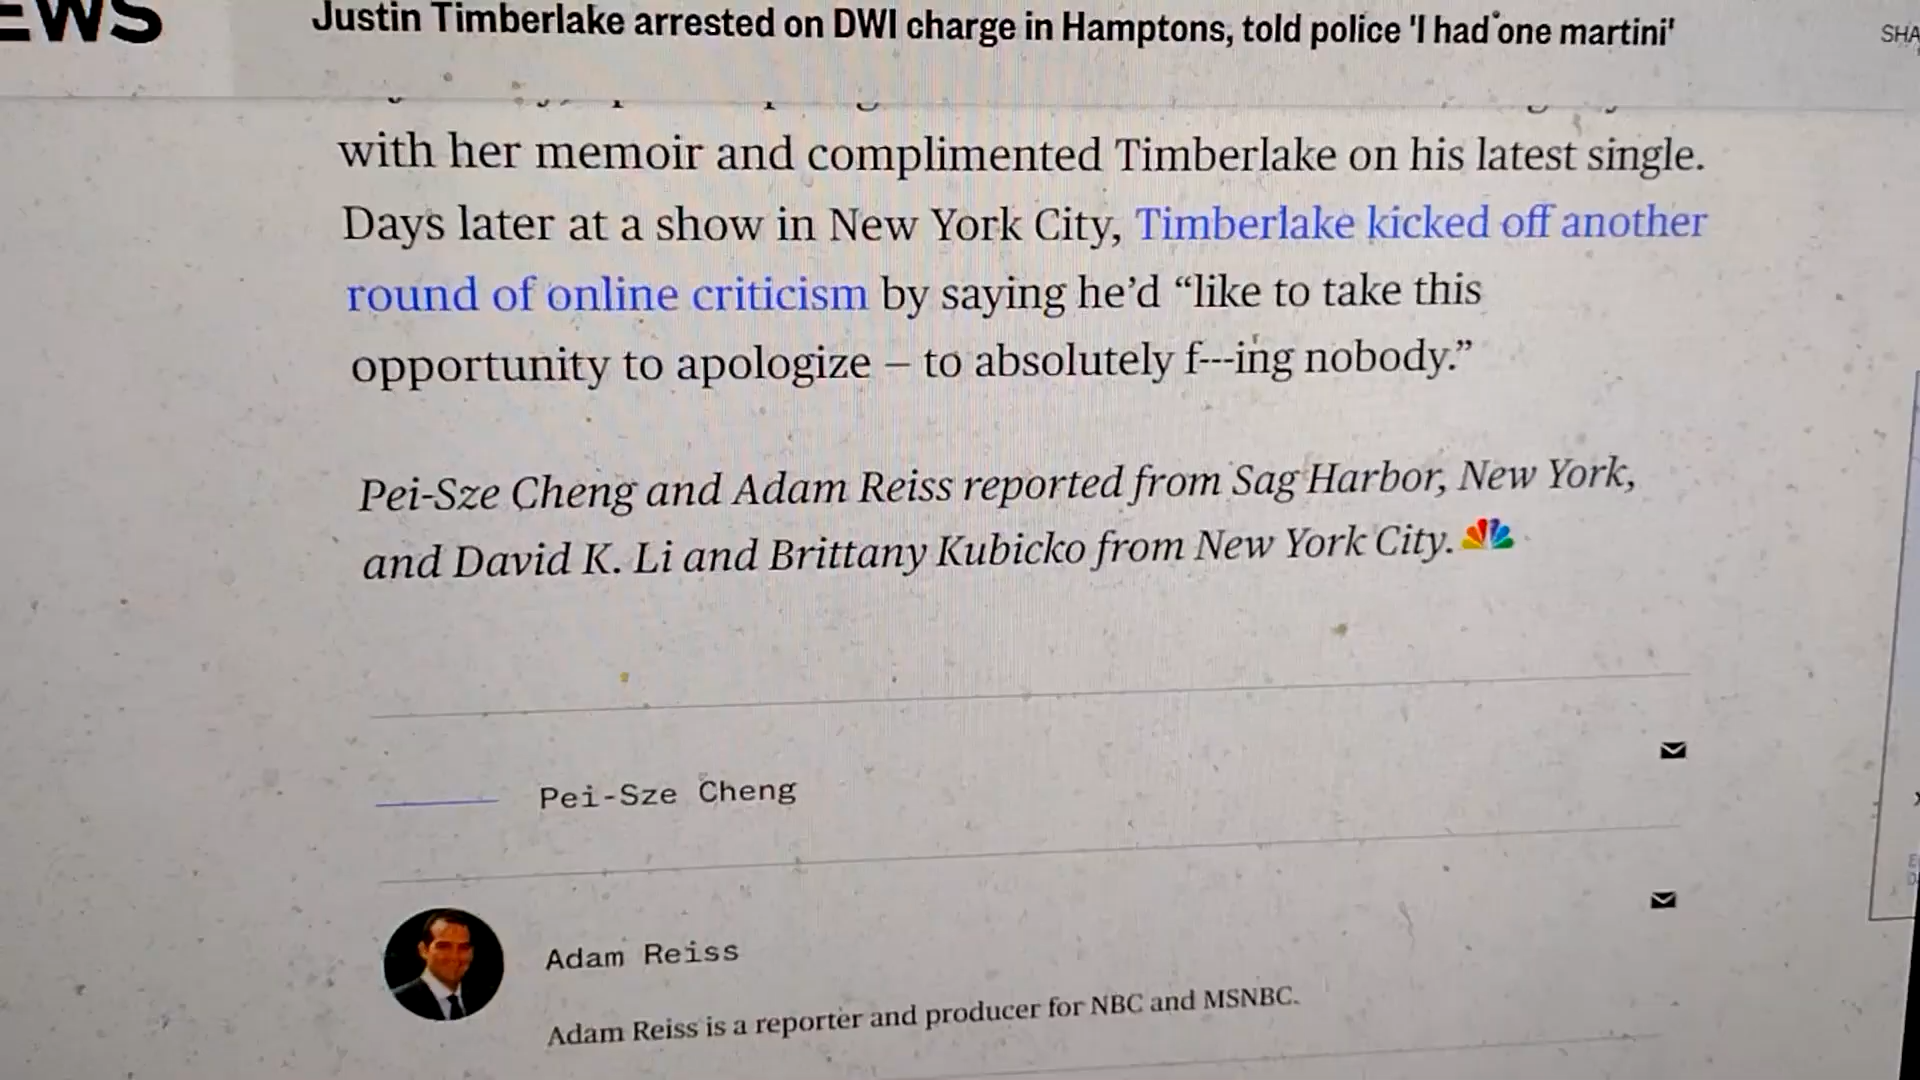 EWS
Justin Timberlake arrested on DWI charge in Hamptons, told police 'I had one martini'
SHA
with her memoir and complimented Timberlake on his latest single.
Days later at a show in New York City, Timberlake kicked off another
round of online criticism by saying he’d “like to take this
opportunity to apologize – to absolutely f---ing nobody.”
Pei-Sze Cheng and Adam Reiss reported from Sag Harbor, New York,
and David K. Li and Brittany Kubicko from New York City.
Pei-Sze Cheng
Adam Reiss
Adam Reiss is a reporter and producer for NBC and MSNBC.